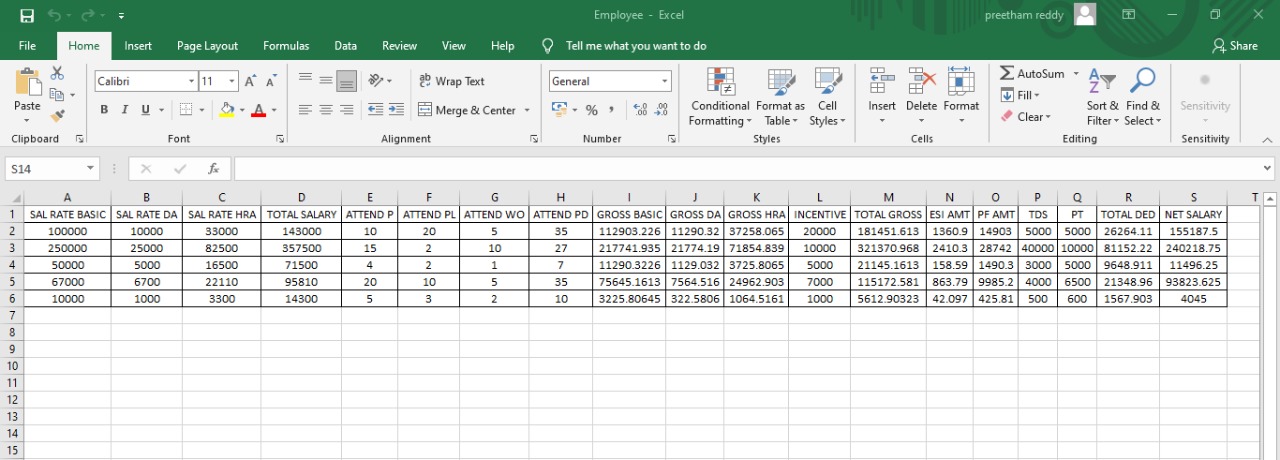 Employee - Excel
preetham reddy
File Home Insert Page Layout Formulas Data Review View Help Tell me what you want to do Share
Calibri 11 A A ab Wrap Text General AutoSum
Paste Fill
B I U A Merge & Center % , Conditional Formatting Format as Table Cell Styles Insert Delete Format Clear Sort & Filter Find & Select Sensitivity
Clipboard Font Alignment Number Styles Cells Editing Sensitivity
S14 fx
A B C D E F G H I J K L M N O P Q R S T
1 SAL RATE BASIC SAL RATE DA SAL RATE HRA TOTAL SALARY ATTEND P ATTEND PL ATTEND WO ATTEND PD GROSS BASIC GROSS DA GROSS HRA INCENTIVE TOTAL GROSS ESI AMT PF AMT TDS PT TOTAL DED NET SALARY
2 100000 10000 33000 143000 10 20 5 35 112903.226 11290.32 37258.065 20000 181451.613 1360.9 14903 5000 5000 26264.11 155187.5
3 250000 25000 82500 357500 15 2 10 27 217741.935 21774.19 71854.839 10000 321370.968 2410.3 28742 40000 10000 81152.22 240218.75
4 50000 5000 16500 71500 4 2 1 7 11290.3226 1129.032 3725.8065 5000 21145.1613 158.59 1490.3 3000 5000 9648.911 11496.25
5 67000 6700 22110 95810 20 10 5 35 75645.1613 7564.516 24962.903 7000 115172.581 863.79 9985.2 4000 6500 21348.96 93823.625
6 10000 1000 3300 14300 5 3 2 10 3225.80645 322.5806 1064.5161 1000 5612.90323 42.097 425.81 500 600 1567.903 4045
7
8
9
10
11
12
13
14
15